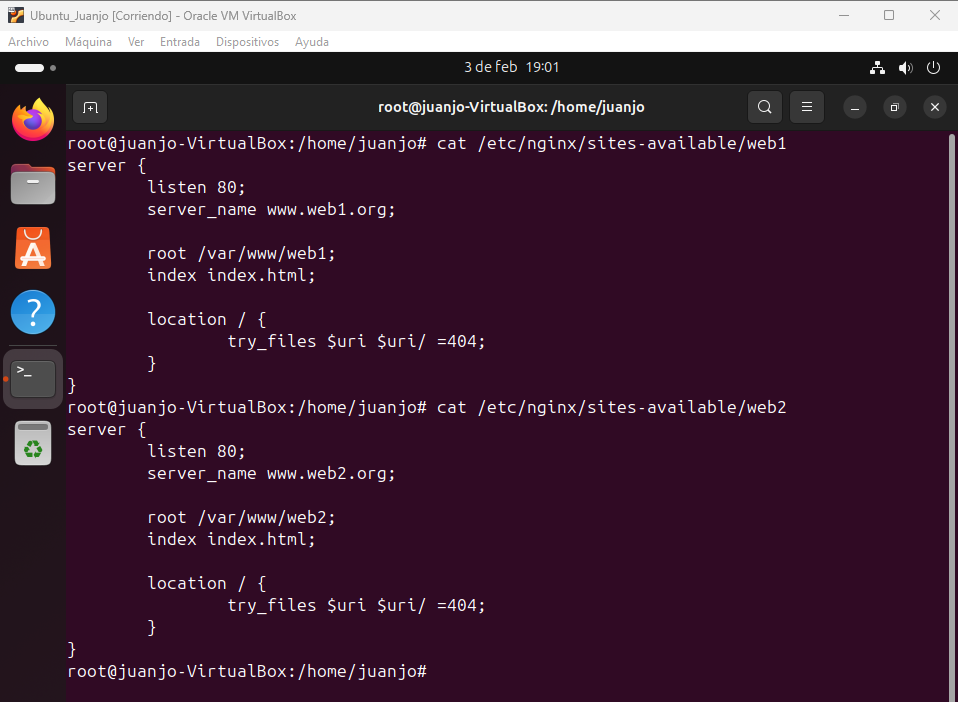 Ubuntu_Juanjo [Corriendo] - Oracle VM VirtualBox
Archivo Máquina Ver Entrada Dispositivos Ayuda
3 de feb 19:01
root@juanjo-VirtualBox: /home/juanjo
root@juanjo-VirtualBox:/home/juanjo# cat /etc/nginx/sites-available/web1
server {
        listen 80;
        server_name www.web1.org;

        root /var/www/web1;
        index index.html;

        location / {
                try_files $uri $uri/ =404;
        }
}
root@juanjo-VirtualBox:/home/juanjo# cat /etc/nginx/sites-available/web2
server {
        listen 80;
        server_name www.web2.org;

        root /var/www/web2;
        index index.html;

        location / {
                try_files $uri $uri/ =404;
        }
}
root@juanjo-VirtualBox:/home/juanjo#